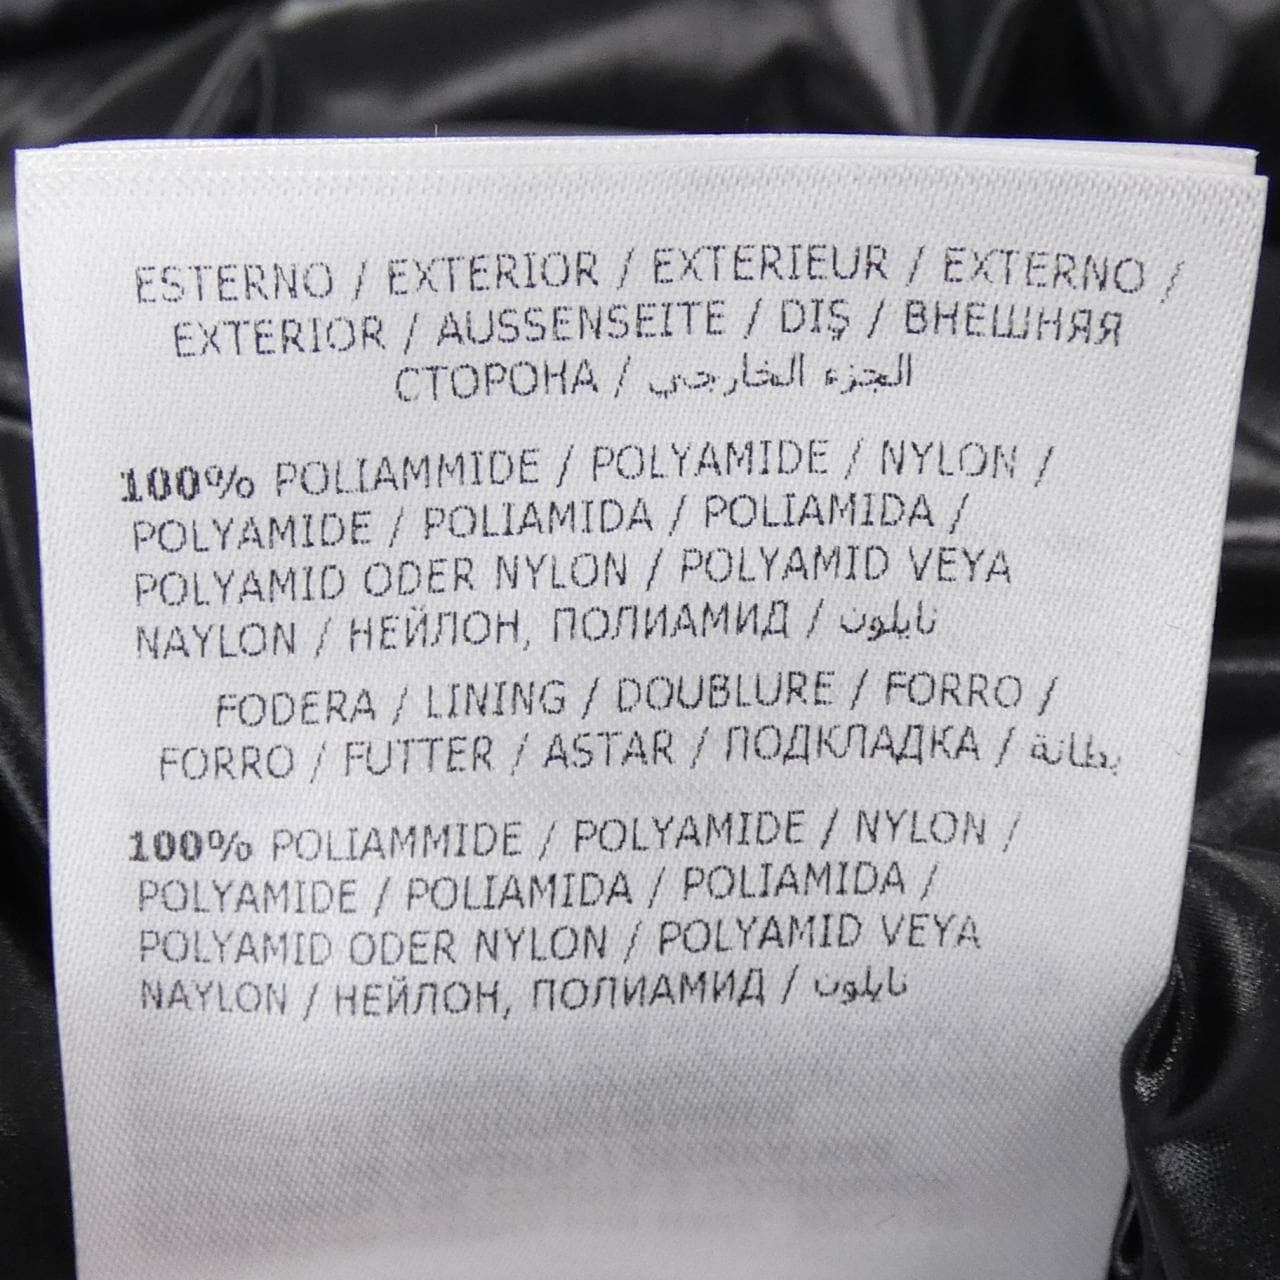 ESTERNO / EXTERIOR / EXTERIEUR / EXTERNO /
EXTERIOR / AUSSENSEITE / DIŞ / ВНЕШНЯЯ
СТОРОНА / الجزء الخارجي
100% POLIAMMIDE / POLYAMIDE / NYLON /
POLYAMIDE / POLIAMIDA / POLIAMIDA /
POLYAMID ODER NYLON / POLYAMID VEYA
NAYLON / НЕЙЛОН, ПОЛИАМИД / نايلون
FODERA / LINING / DOUBLURE / FORRO /
FORRO / FUTTER / ASTAR / ПОДКЛАДКА / بطانة
100% POLIAMMIDE / POLYAMIDE / NYLON /
POLYAMIDE / POLIAMIDA / POLIAMIDA /
POLYAMID ODER NYLON / POLYAMID VEYA
NAYLON / НЕЙЛОН, ПОЛИАМИД / نايلون